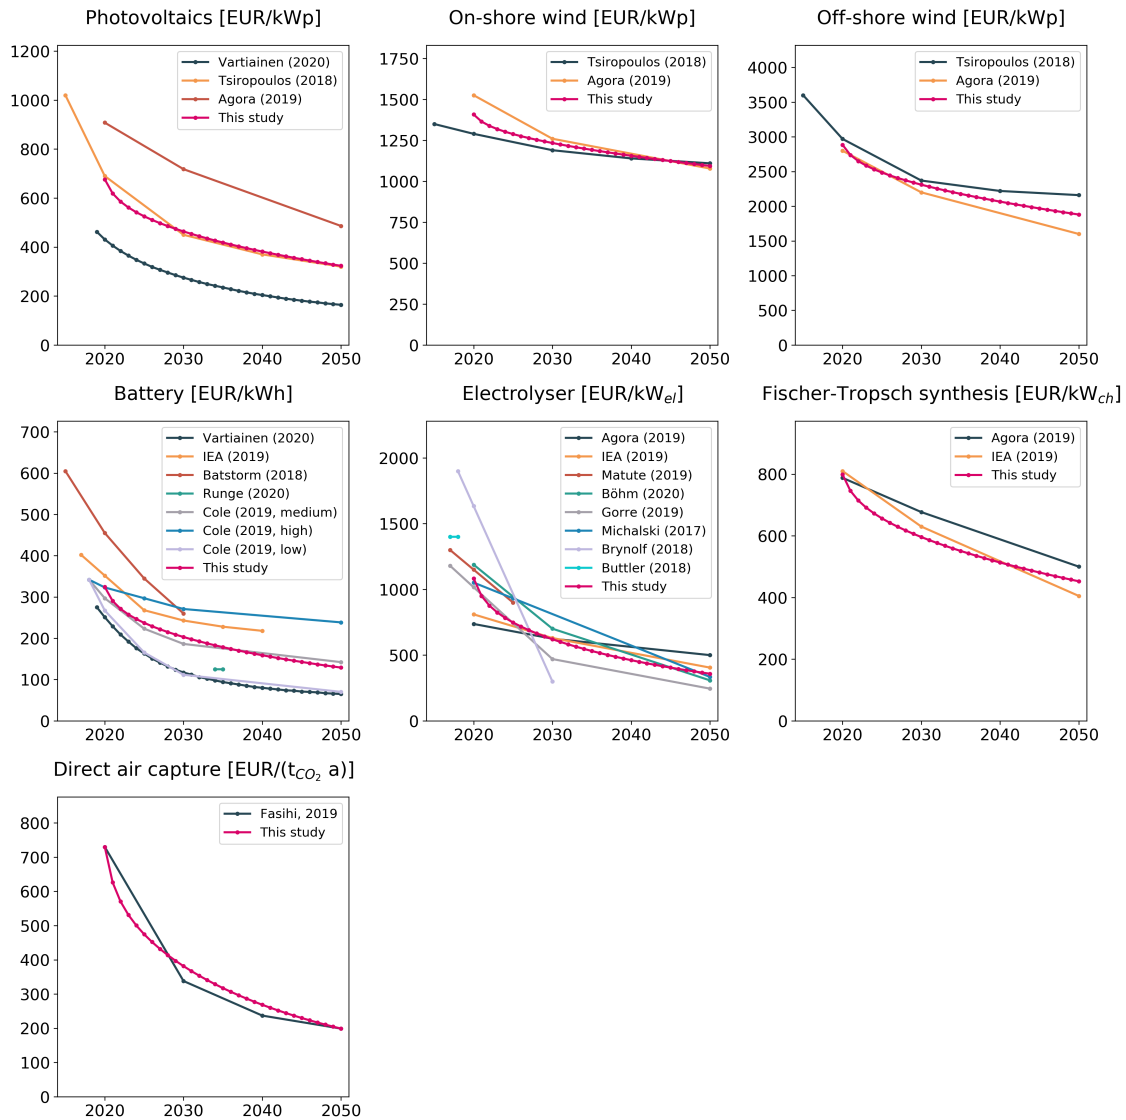 Photovoltaics [EUR/kWp]
1200
1000
800
600
400
200
0
2020 2030 2040 2050
Vartiainen (2020)
Tsiropoulos (2018)
Agora (2019)
This study
On-shore wind [EUR/kWp]
1750
1500
1250
1000
750
500
250
0
2020 2030 2040 2050
Tsiropoulos (2018)
Agora (2019)
This study
Off-shore wind [EUR/kWp]
4000
3500
3000
2500
2000
1500
1000
500
0
2020 2030 2040 2050
Tsiropoulos (2018)
Agora (2019)
This study
Battery [EUR/kWh]
700
600
500
400
300
200
100
0
2020 2030 2040 2050
Vartiainen (2020)
IEA (2019)
Batstorm (2018)
Runge (2020)
Cole (2019, medium)
Cole (2019, high)
Cole (2019, low)
This study
Electrolyser [EUR/kW_el]
2000
1500
1000
500
0
2020 2030 2040 2050
Agora (2019)
IEA (2019)
Matute (2019)
Böhm (2020)
Gorre (2019)
Michalski (2017)
Brynolf (2018)
Buttler (2018)
This study
Fischer-Tropsch synthesis [EUR/kW_ch]
800
600
400
200
0
2020 2030 2040 2050
Agora (2019)
IEA (2019)
This study
Direct air capture [EUR/(t_CO₂ a)]
800
700
600
500
400
300
200
100
0
2020 2030 2040 2050
Fasihi, 2019
This study